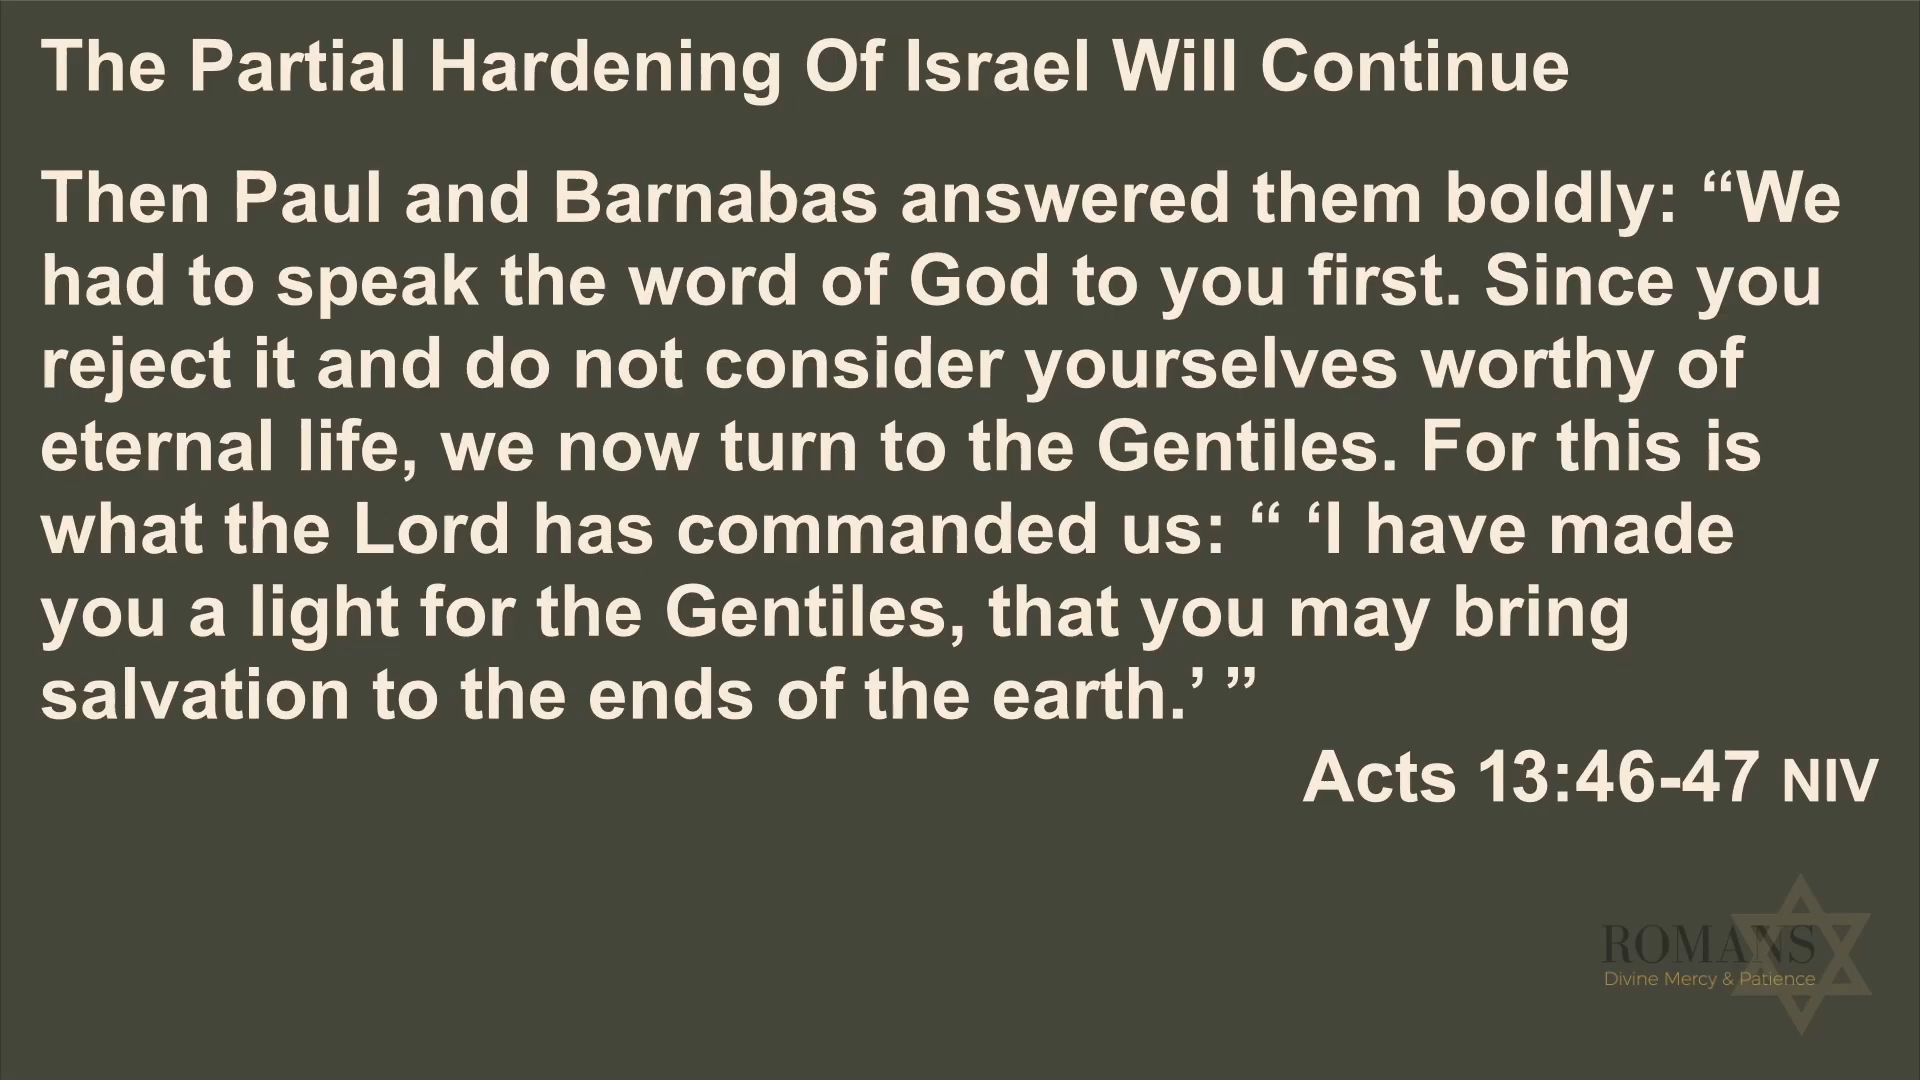 The Partial Hardening Of Israel Will Continue
Then Paul and Barnabas answered them boldly: “We
had to speak the word of God to you first. Since you
reject it and do not consider yourselves worthy of
eternal life, we now turn to the Gentiles. For this is
what the Lord has commanded us: “ ‘I have made
you a light for the Gentiles, that you may bring
salvation to the ends of the earth.’ ”
Acts 13:46-47 NIV
ROMANS
Divine Mercy & Patience